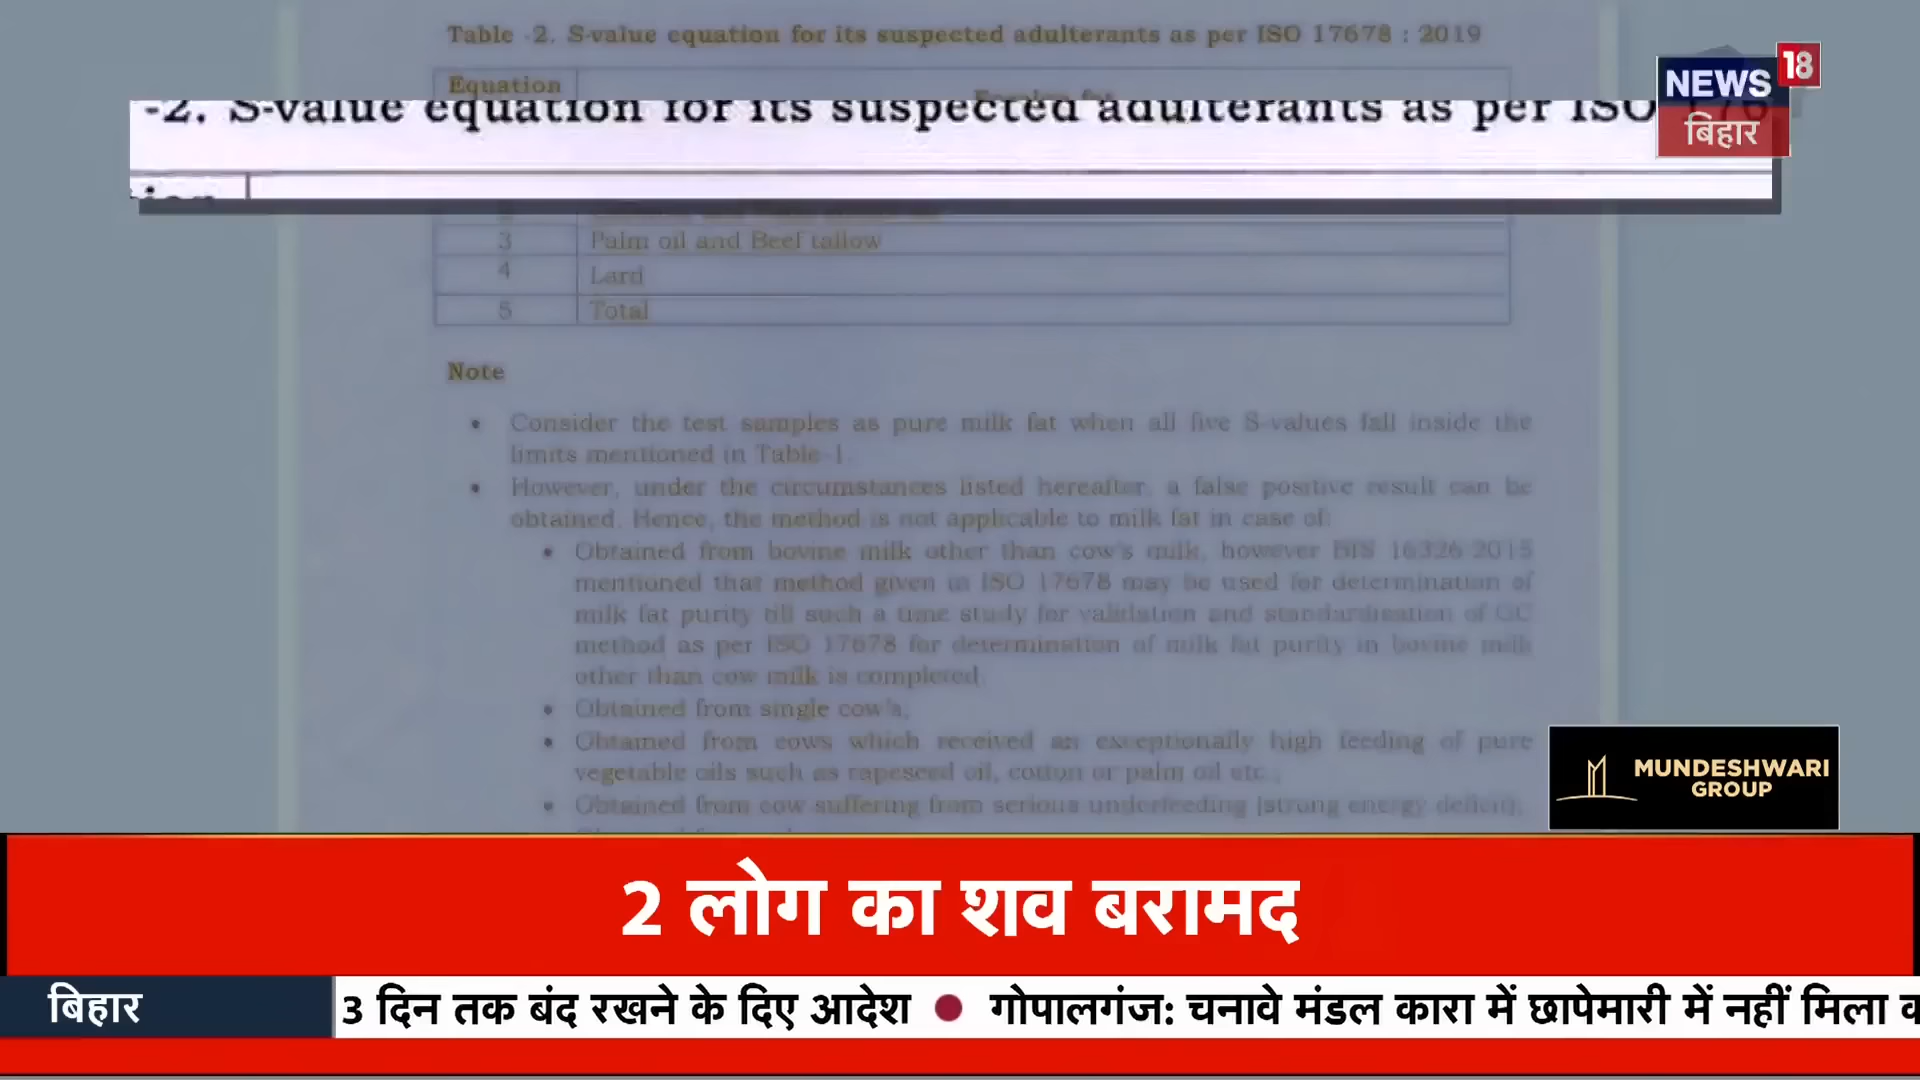 Table -2. S-value equation for its suspected adulterants as per ISO 17678 : 2019
Equation
-2. S-value equation for its suspected adulterants as per ISO 176
NEWS 18
बिहार
3 Palm oil and Beef tallow
4 Lard
5 Total
Note
• Consider the test samples as pure milk fat when all five S-values fall inside the
limits mentioned in Table-1.
• However, under the circumstances listed hereafter, a false positive result can be
obtained. Hence, the method is not applicable to milk fat in case of:
• Obtained from bovine milk other than cow's milk, however BIS 16326:2015
mentioned that method given in ISO 17678 may be used for determination of
milk fat purity till such a time study for validation and standardisation of GC
method as per ISO 17678 for determination of milk fat purity in bovine milk
other than cow milk is completed.
• Obtained from single cow's,
• Obtained from cows which received an exceptionally high feeding of pure
vegetable oils such as rapeseed oil, cotton or palm oil etc.,
• Obtained from cow suffering from serious underfeeding (strong energy deficit),
MUNDESHWARI
GROUP
2 लोग का शव बरामद
बिहार
3 दिन तक बंद रखने के दिए आदेश ● गोपालगंज: चनावे मंडल कारा में छापेमारी में नहीं मिला